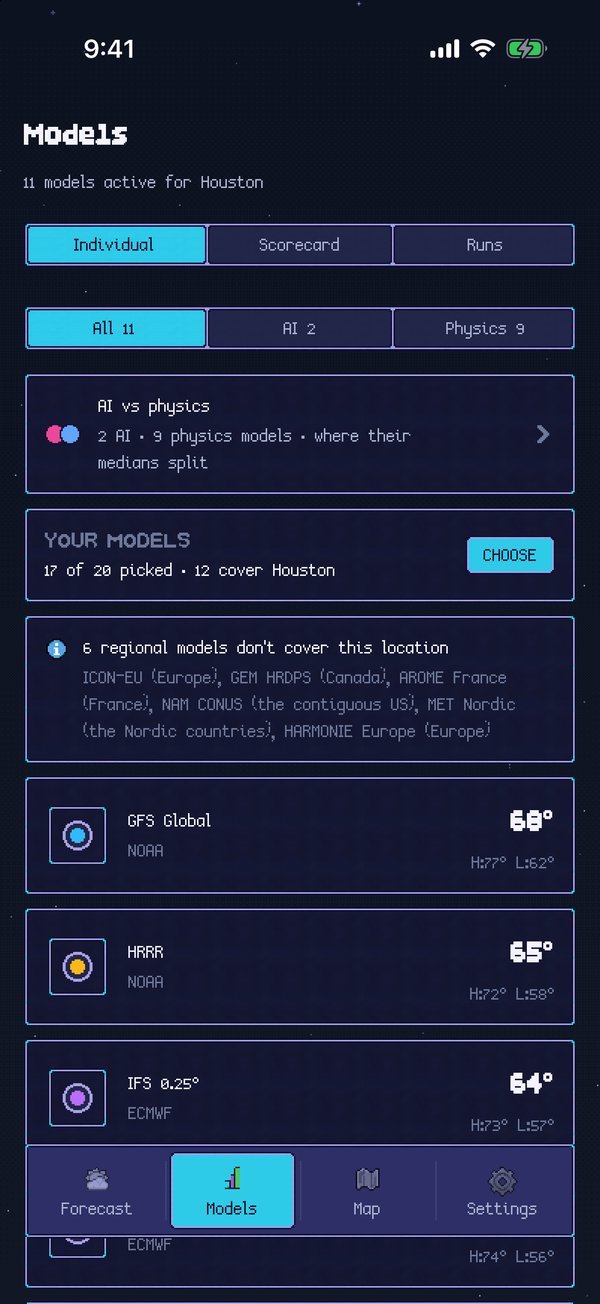 9:41
Models
11 models active for Houston
Individual
Scorecard
Runs
All 11
AI 2
Physics 9
AI vs physics
2 AI · 9 physics models · where their
medians split
YOUR MODELS
17 of 20 picked · 12 cover Houston
CHOOSE
6 regional models don't cover this location
ICON-EU (Europe), GEM HRDPS (Canada), AROME France
(France), NAM CONUS (the contiguous US), MET Nordic
(the Nordic countries), HARMONIE Europe (Europe)
GFS Global
68°
NOAA
H:77° L:62°
HRRR
65°
NOAA
H:72° L:58°
IFS 0.25°
64°
ECMWF
H:73° L:57°
Forecast
Models
Map
Settings
ECMWF
H:74° L:56°